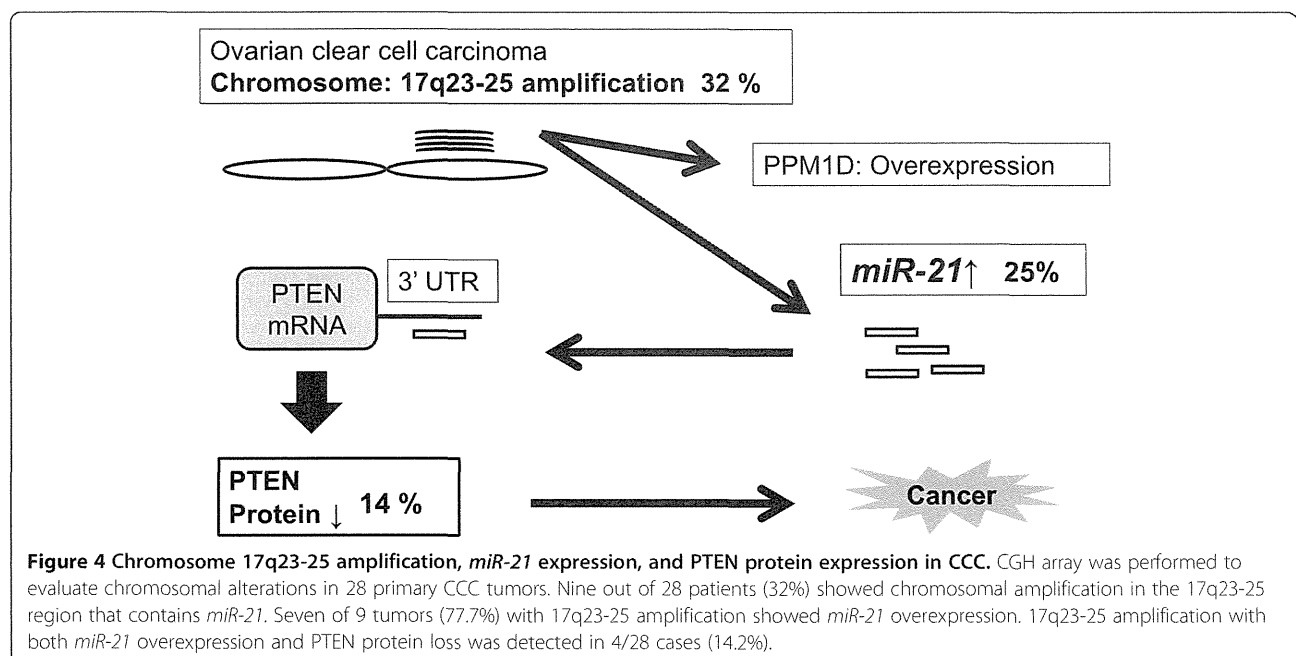 Ovarian clear cell carcinoma
Chromosome: 17q23-25 amplification 32 %
PPM1D: Overexpression
miR-21↑ 25%
PTEN
mRNA
3' UTR
PTEN
Protein ↓ 14 %
Cancer
Figure 4 Chromosome 17q23-25 amplification, miR-21 expression, and PTEN protein expression in CCC. CGH array was performed to
evaluate chromosomal alterations in 28 primary CCC tumors. Nine out of 28 patients (32%) showed chromosomal amplification in the 17q23-25
region that contains miR-21. Seven of 9 tumors (77.7%) with 17q23-25 amplification showed miR-21 overexpression. 17q23-25 amplification with
both miR-21 overexpression and PTEN protein loss was detected in 4/28 cases (14.2%).